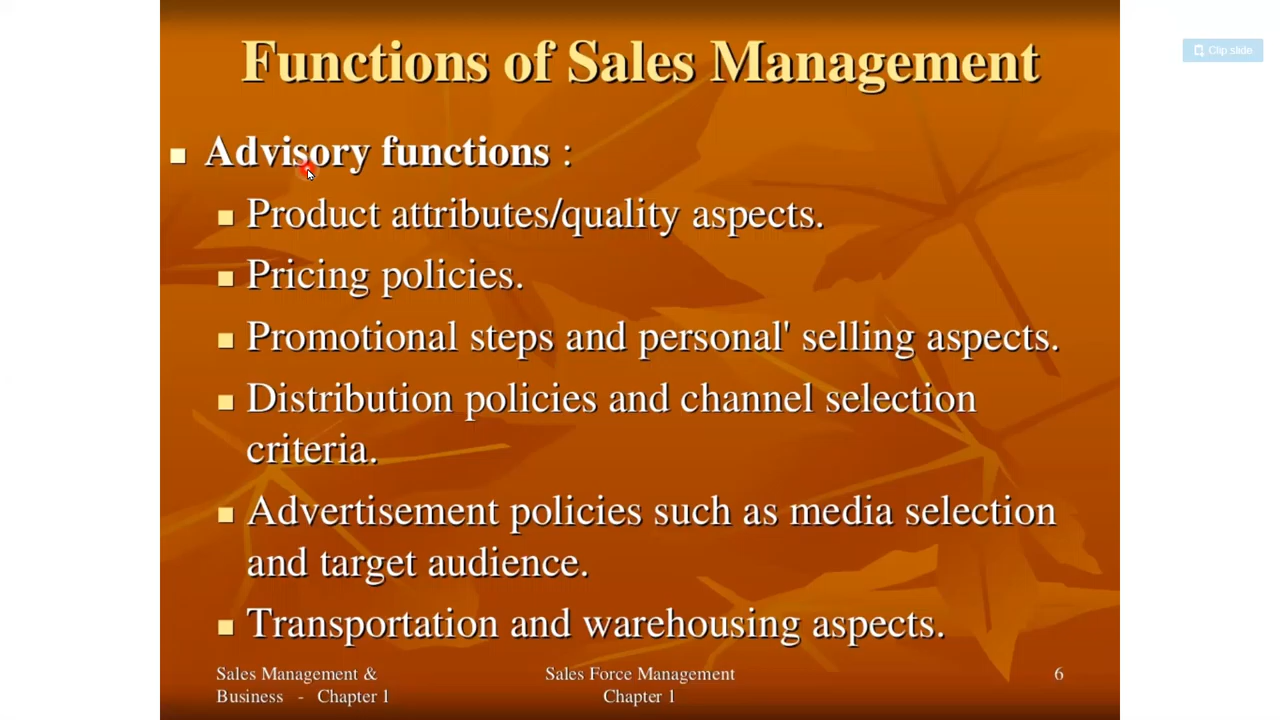 Clip slide
Functions of Sales Management
Advisory functions :
Product attributes/quality aspects.
Pricing policies.
Promotional steps and personal' selling aspects.
Distribution policies and channel selection
criteria.
Advertisement policies such as media selection
and target audience.
Transportation and warehousing aspects.
Sales Management &
Business - Chapter 1
Sales Force Management
Chapter 1
6